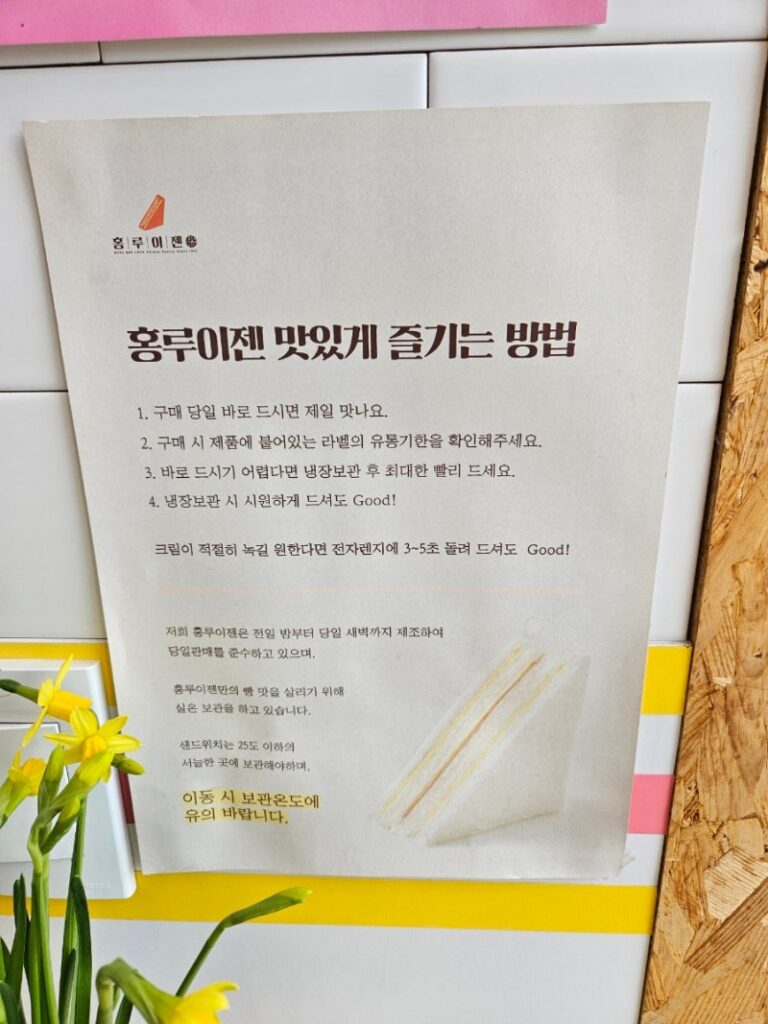 홍루이젠
홍루이젠 맛있게 즐기는 방법
1. 구매 당일 바로 드시면 제일 맛나요.
2. 구매 시 제품에 붙어있는 라벨의 유통기한을 확인해주세요.
3. 바로 드시기 어렵다면 냉장보관 후 최대한 빨리 드세요.
4. 냉장보관 시 시원하게 드셔도 Good!
크림이 적절히 녹길 원한다면 전자렌지에 3~5초 돌려 드셔도 Good!
저희 홍루이젠은 전일 밤부터 당일 새벽까지 제조하여
당일판매를 준수하고 있으며,
홍루이젠만의 빵 맛을 살리기 위해
실온 보관을 하고 있습니다.
샌드위치는 25도 이하의
서늘한 곳에 보관해야하며,
이동 시 보관온도에
유의 바랍니다.